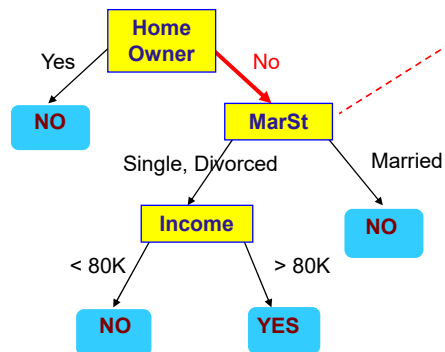 Home
Owner
Yes
No
NO
MarSt
Single, Divorced
Married
Income
NO
< 80K
> 80K
NO
YES